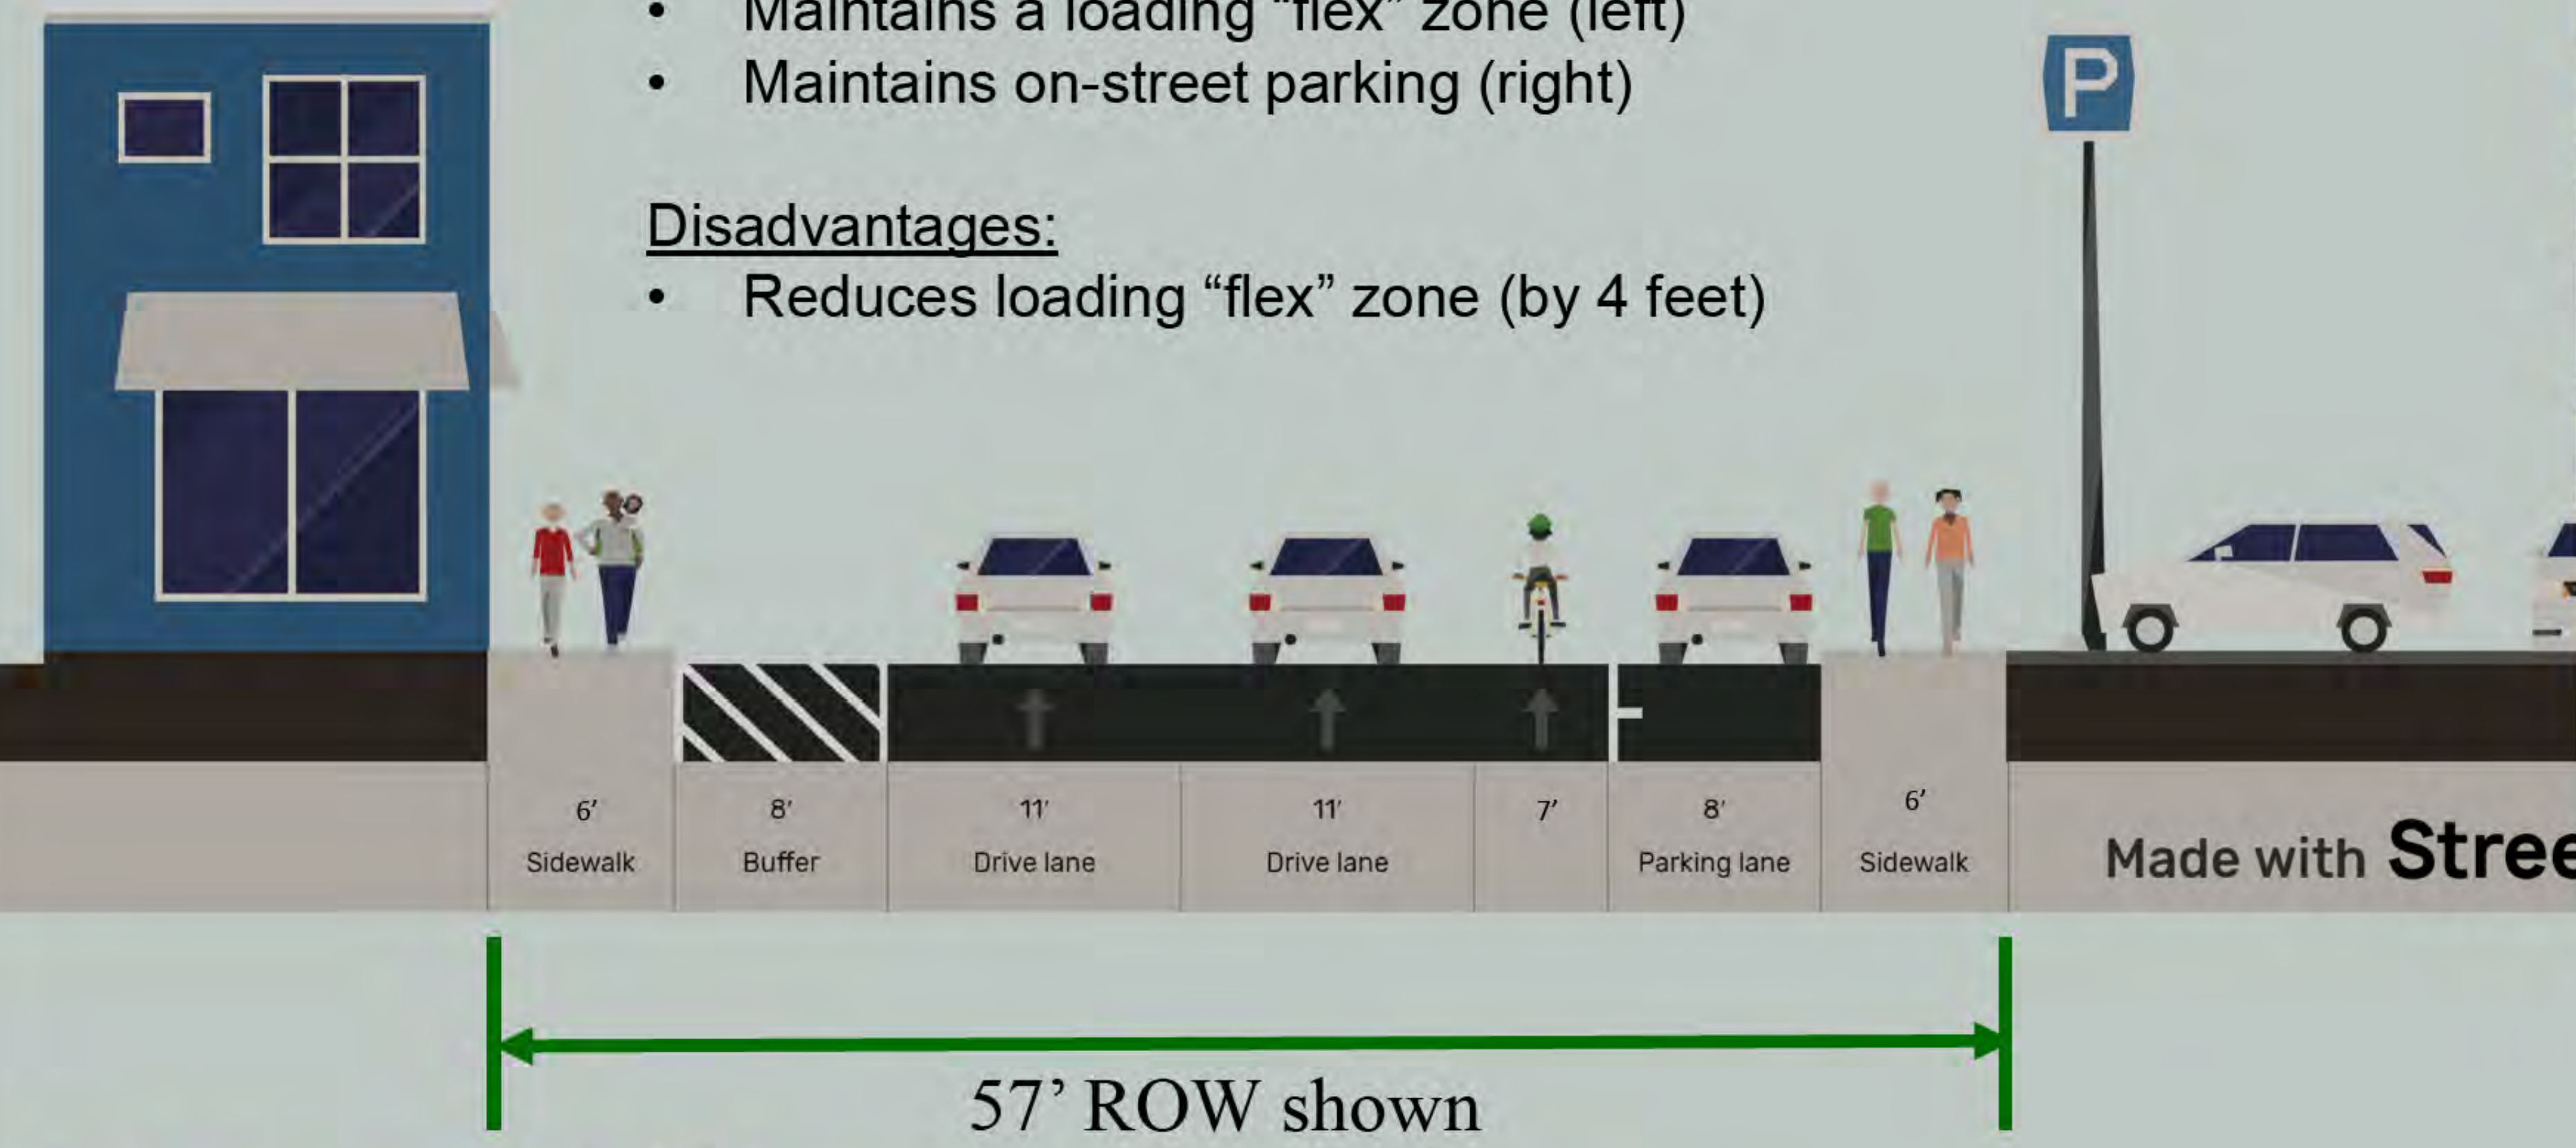 • Maintains a loading “flex” zone (left)
• Maintains on-street parking (right)
Disadvantages:
• Reduces loading “flex” zone (by 4 feet)
P
6’ 8' 11' 11' 7’ 8' 6’
Sidewalk Buffer Drive lane Drive lane Parking lane Sidewalk
Made with Stree
57’ ROW shown